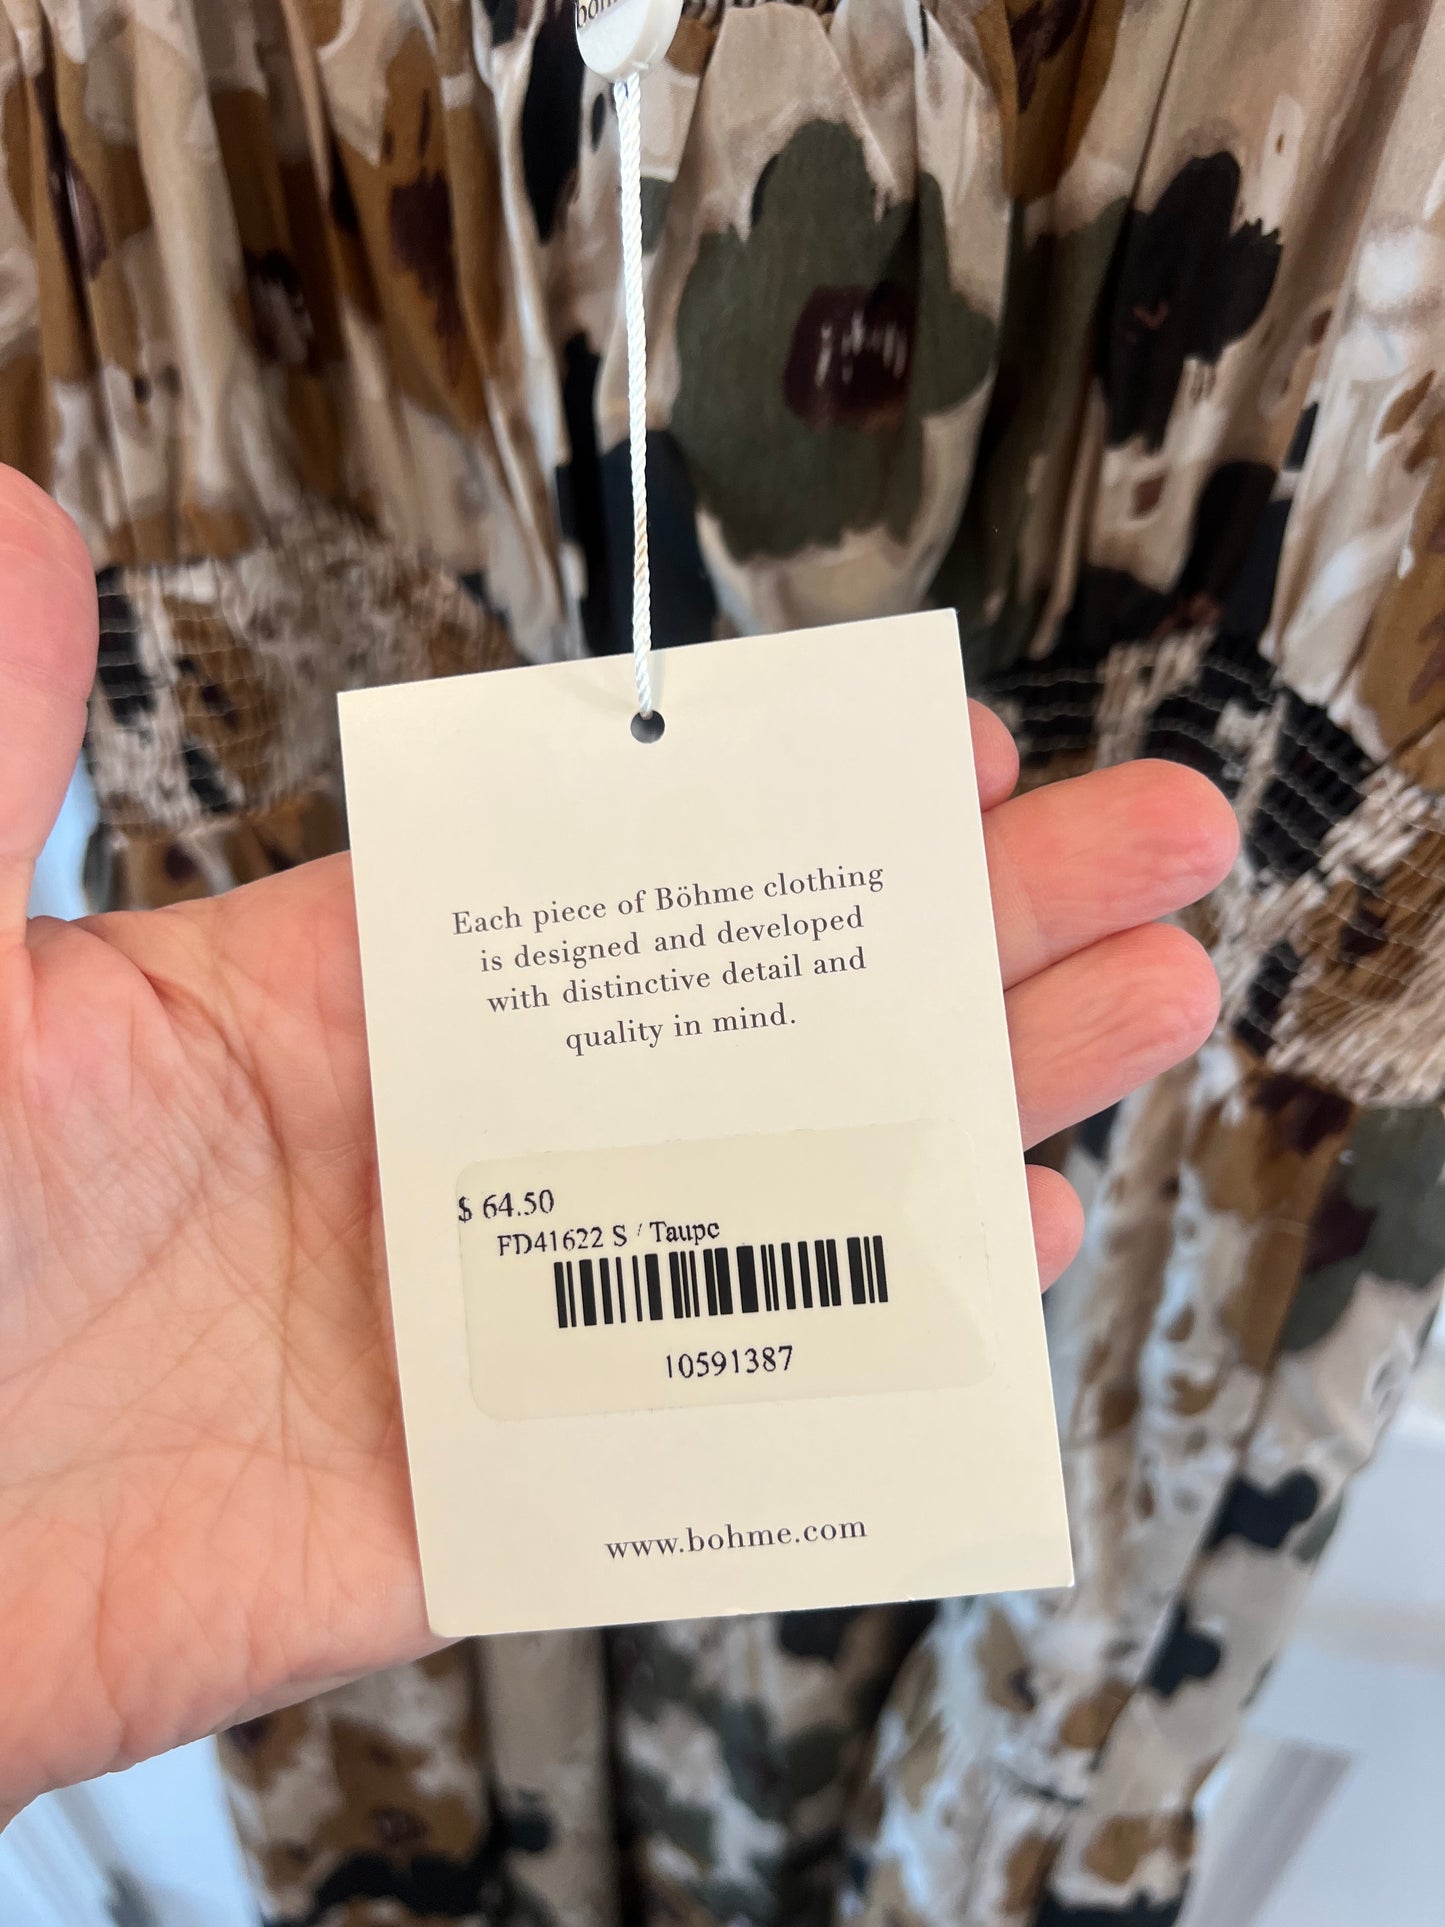 Each piece of Böhme clothing
is designed and developed
with distinctive detail and
quality in mind.
$ 64.50
FD41622 S / Taupe
10591387
www.bohme.com